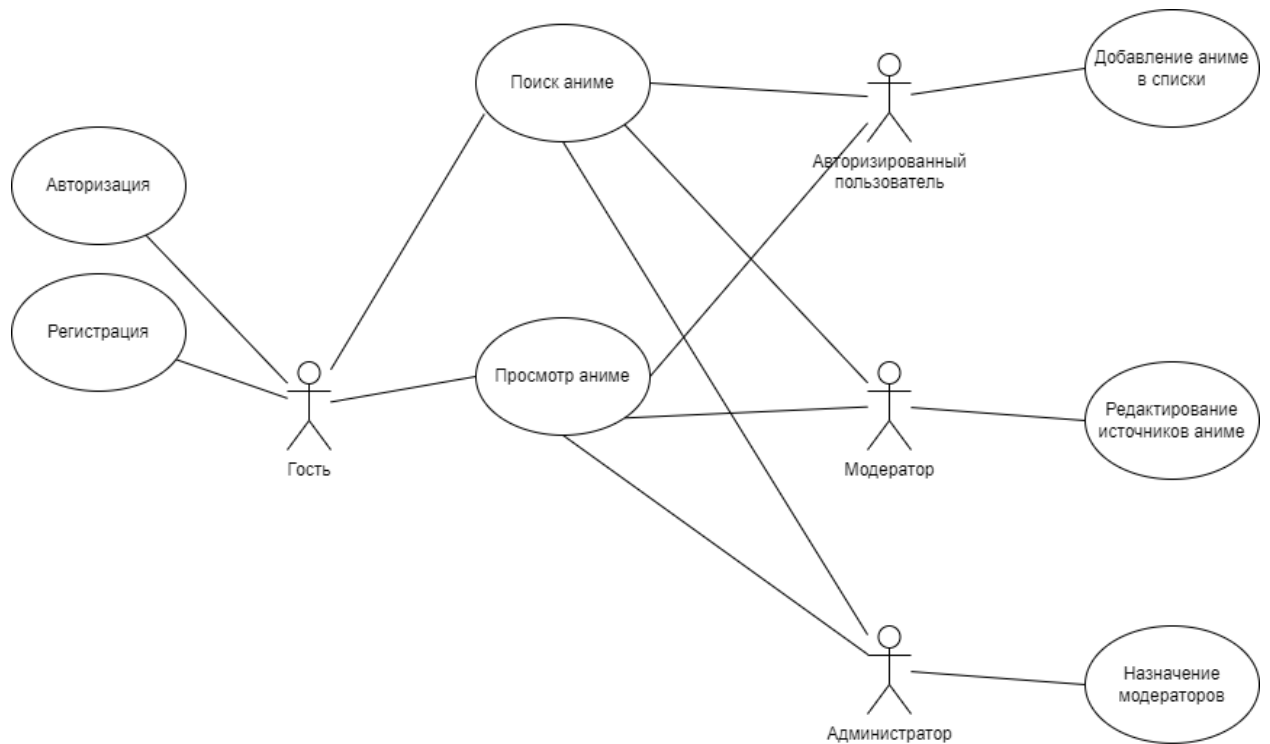 Добавление аниме
в списки
Поиск аниме
Авторизированный
пользователь
Авторизация
Регистрация
Просмотр аниме
Редактирование
источников аниме
Гость
Модератор
Назначение
модераторов
Администратор